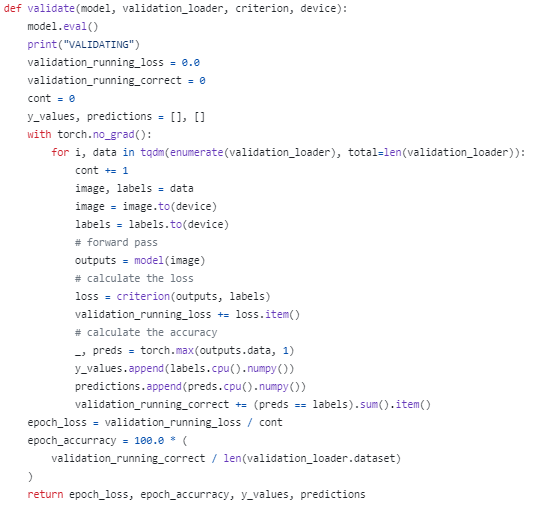 def validate(model, validation_loader, criterion, device):
    model.eval()
    print("VALIDATING")
    validation_running_loss = 0.0
    validation_running_correct = 0
    cont = 0
    y_values, predictions = [], []
    with torch.no_grad():
        for i, data in tqdm(enumerate(validation_loader), total=len(validation_loader)):
            cont += 1
            image, labels = data
            image = image.to(device)
            labels = labels.to(device)
            # forward pass
            outputs = model(image)
            # calculate the loss
            loss = criterion(outputs, labels)
            validation_running_loss += loss.item()
            # calculate the accuracy
            _, preds = torch.max(outputs.data, 1)
            y_values.append(labels.cpu().numpy())
            predictions.append(preds.cpu().numpy())
            validation_running_correct += (preds == labels).sum().item()
    epoch_loss = validation_running_loss / cont
    epoch_accurracy = 100.0 * (
        validation_running_correct / len(validation_loader.dataset)
    )
    return epoch_loss, epoch_accurracy, y_values, predictions